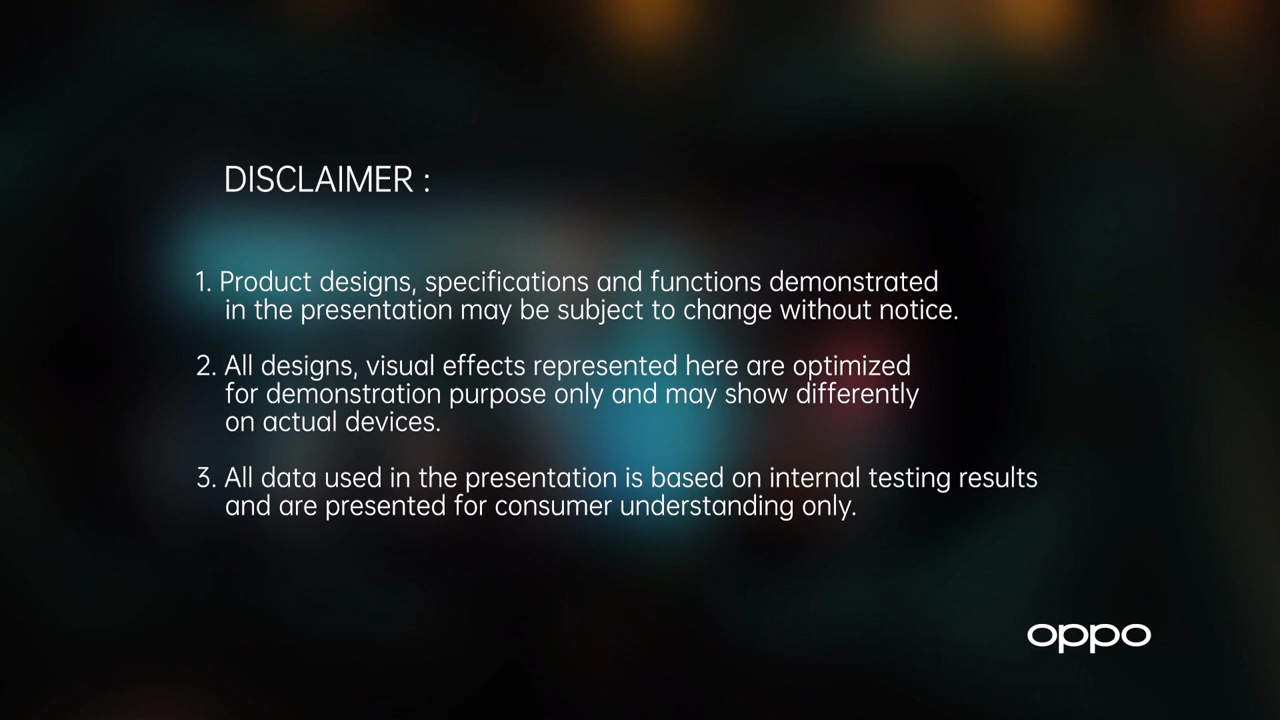 DISCLAIMER :
1. Product designs, specifications and functions demonstrated
in the presentation may be subject to change without notice.
2. All designs, visual effects represented here are optimized
for demonstration purpose only and may show differently
on actual devices.
3. All data used in the presentation is based on internal testing results
and are presented for consumer understanding only.
oppo